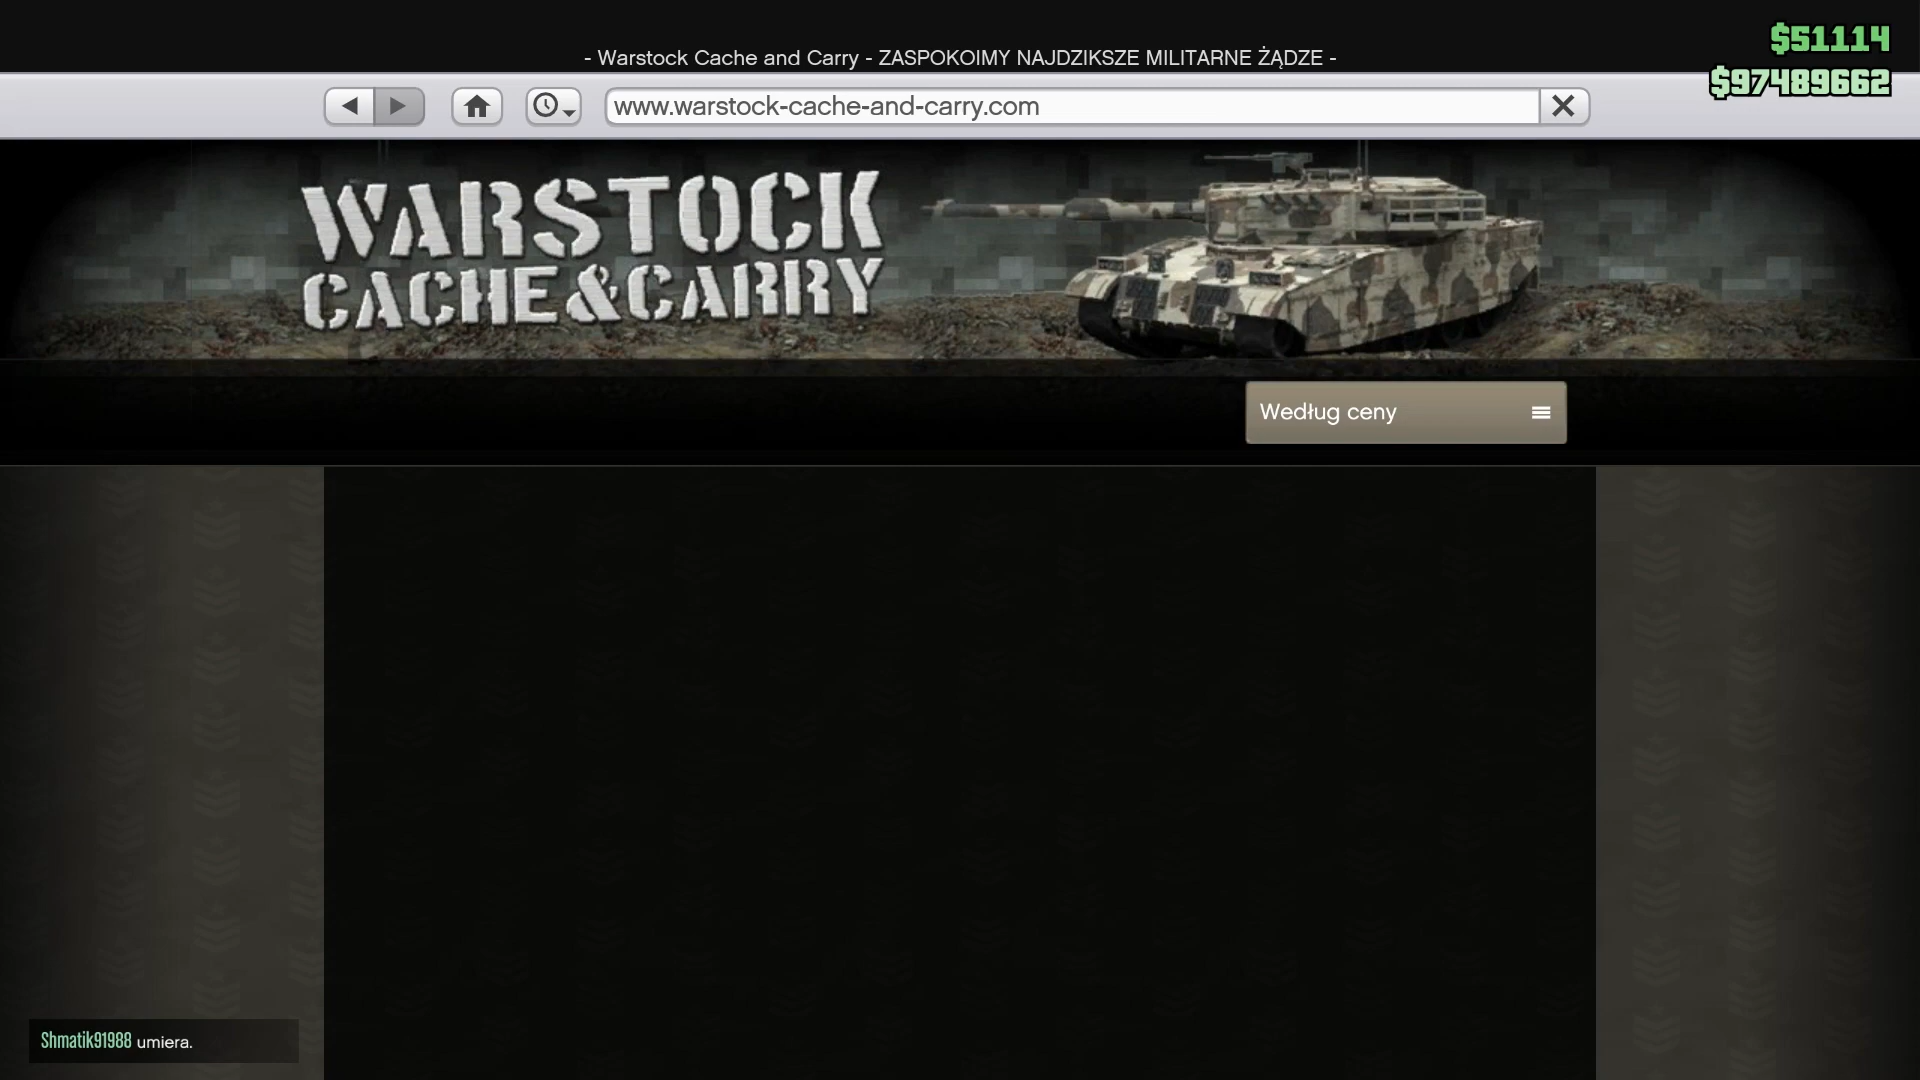 - Warstock Cache and Carry - ZASPOKOIMY NAJDZIKSZE MILITARNE ŻĄDZE -
$51114
$97489662
www.warstock-cache-and-carry.com
WARSTOCK
CACHE & CARRY
Według ceny
Shmatik91988 umiera.